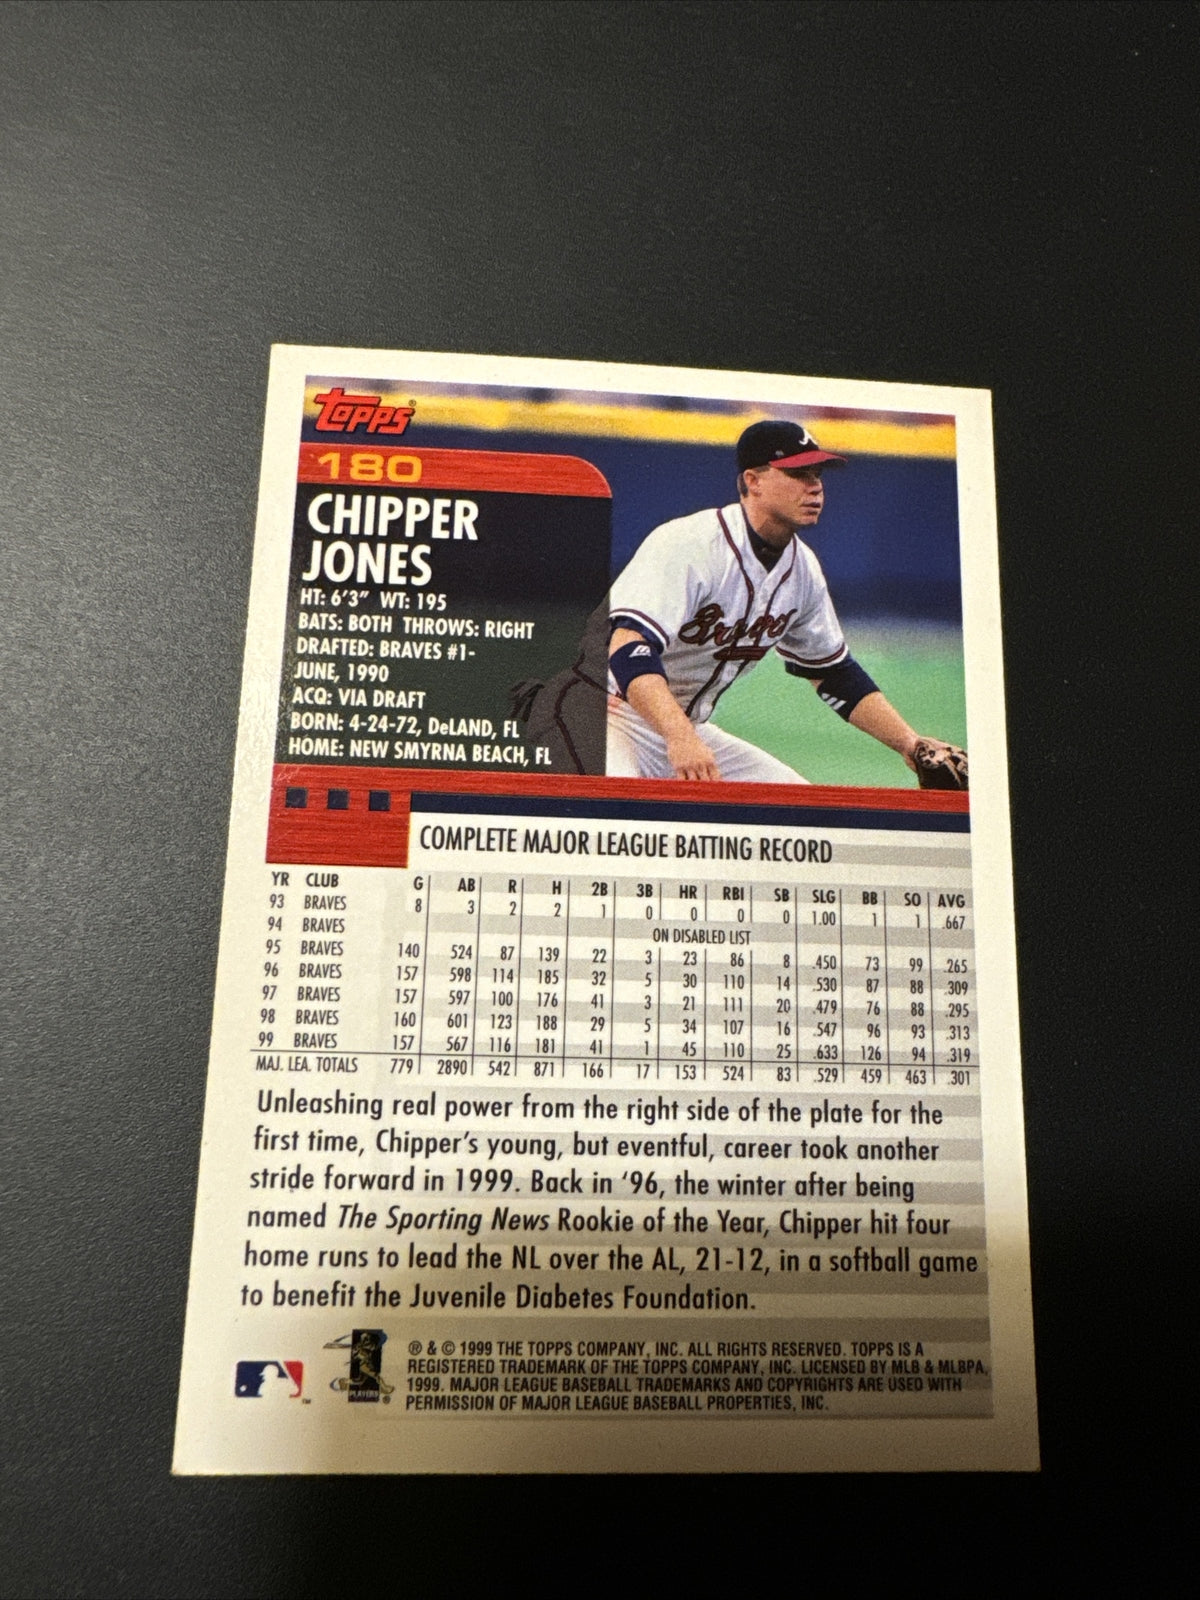 Topps®
180
CHIPPER
JONES
HT: 6'3" WT: 195
BATS: BOTH THROWS: RIGHT
DRAFTED: BRAVES #1-
JUNE, 1990
ACQ: VIA DRAFT
BORN: 4-24-72, DeLAND, FL
HOME: NEW SMYRNA BEACH, FL
A
Braves
COMPLETE MAJOR LEAGUE BATTING RECORD
YR CLUB G AB R H 2B 3B HR RBI SB SLG BB SO AVG
93 BRAVES 8 3 2 2 1 0 0 0 0 1.00 1 1 .667
94 BRAVES ON DISABLED LIST
95 BRAVES 140 524 87 139 22 3 23 86 8 .450 73 99 .265
96 BRAVES 157 598 114 185 32 5 30 110 14 .530 87 88 .309
97 BRAVES 157 597 100 176 41 3 21 111 20 .479 76 88 .295
98 BRAVES 160 601 123 188 29 5 34 107 16 .547 96 93 .313
99 BRAVES 157 567 116 181 41 1 45 110 25 .633 126 94 .319
MAJ. LEA. TOTALS 779 2890 542 871 166 17 153 524 83 .529 459 463 .301
Unleashing real power from the right side of the plate for the
first time, Chipper's young, but eventful, career took another
stride forward in 1999. Back in '96, the winter after being
named The Sporting News Rookie of the Year, Chipper hit four
home runs to lead the NL over the AL, 21-12, in a softball game
to benefit the Juvenile Diabetes Foundation.
PLAYERS ®
™
® & © 1999 THE TOPPS COMPANY, INC. ALL RIGHTS RESERVED. TOPPS IS A
REGISTERED TRADEMARK OF THE TOPPS COMPANY, INC. LICENSED BY MLB & MLBPA,
1999. MAJOR LEAGUE BASEBALL TRADEMARKS AND COPYRIGHTS ARE USED WITH
PERMISSION OF MAJOR LEAGUE BASEBALL PROPERTIES, INC.